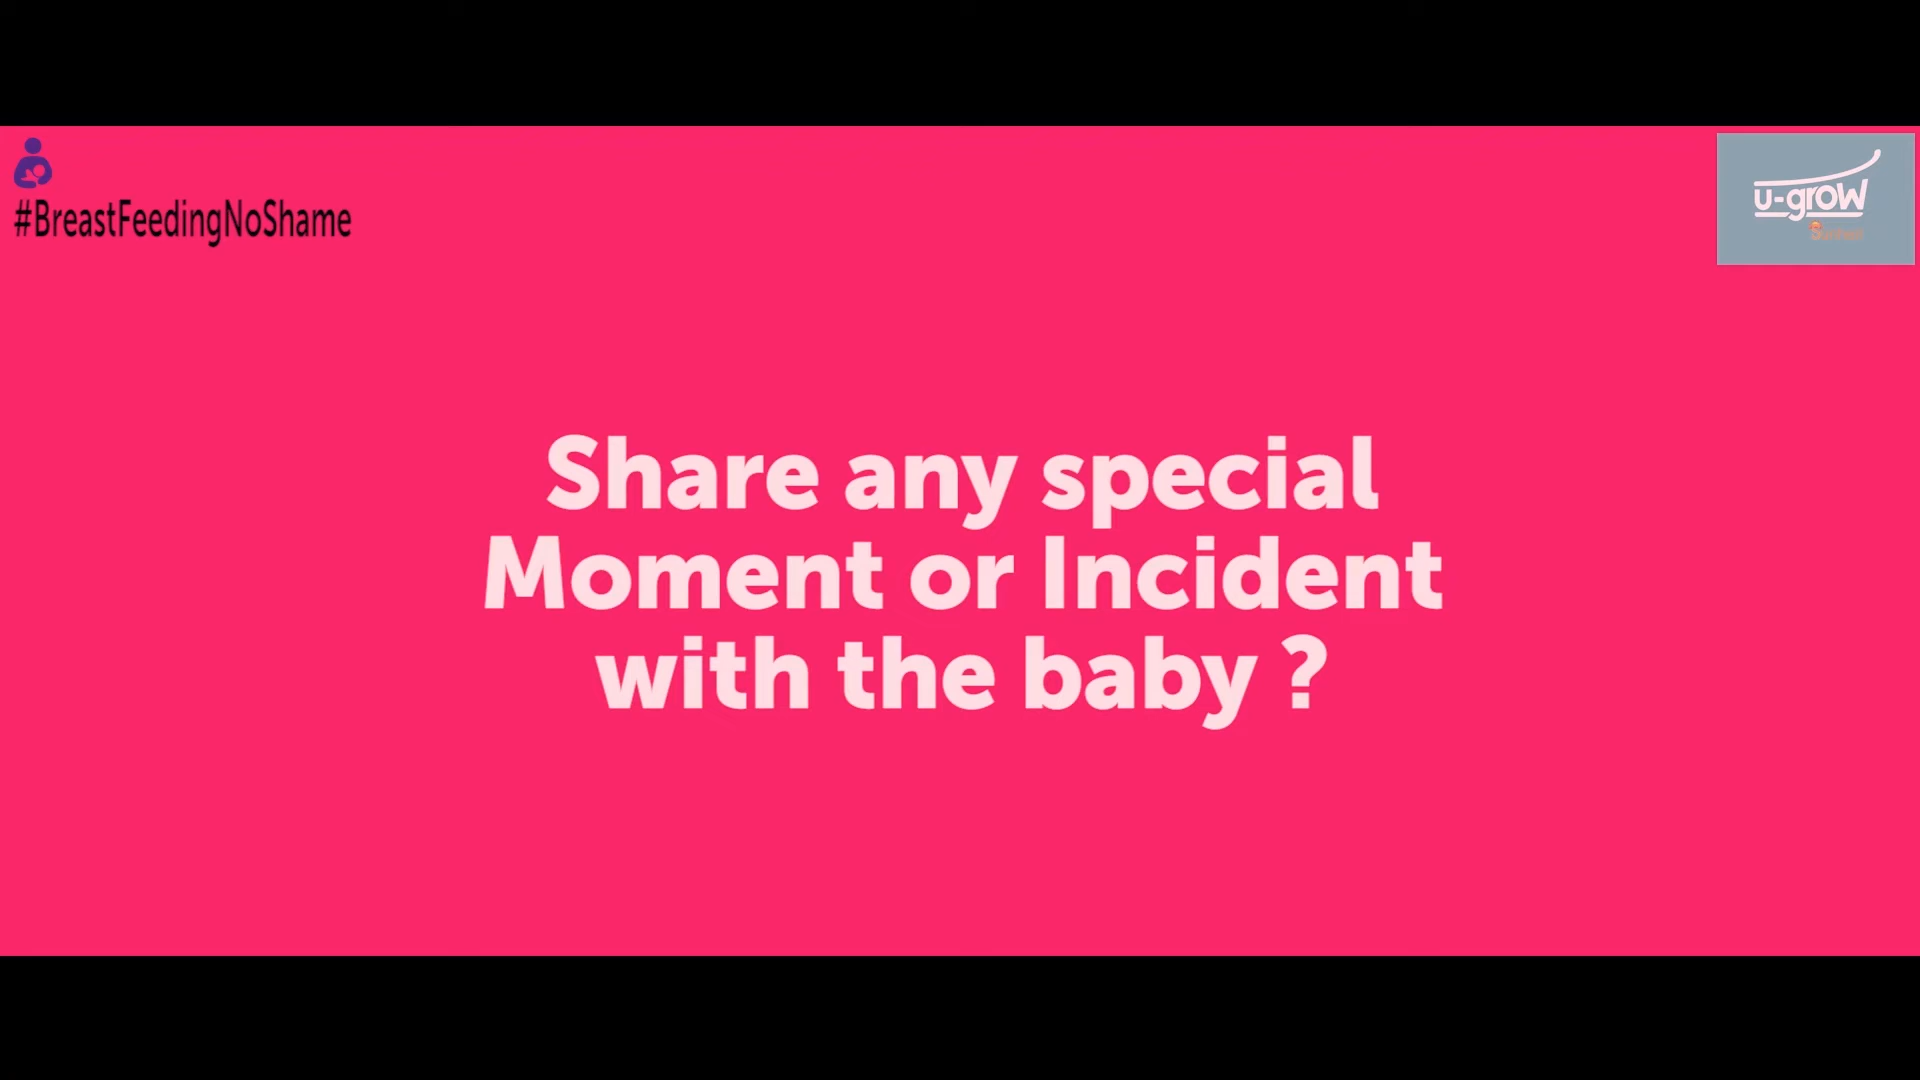 #BreastFeedingNoShame
u-grow
Share any special
Moment or Incident
with the baby ?